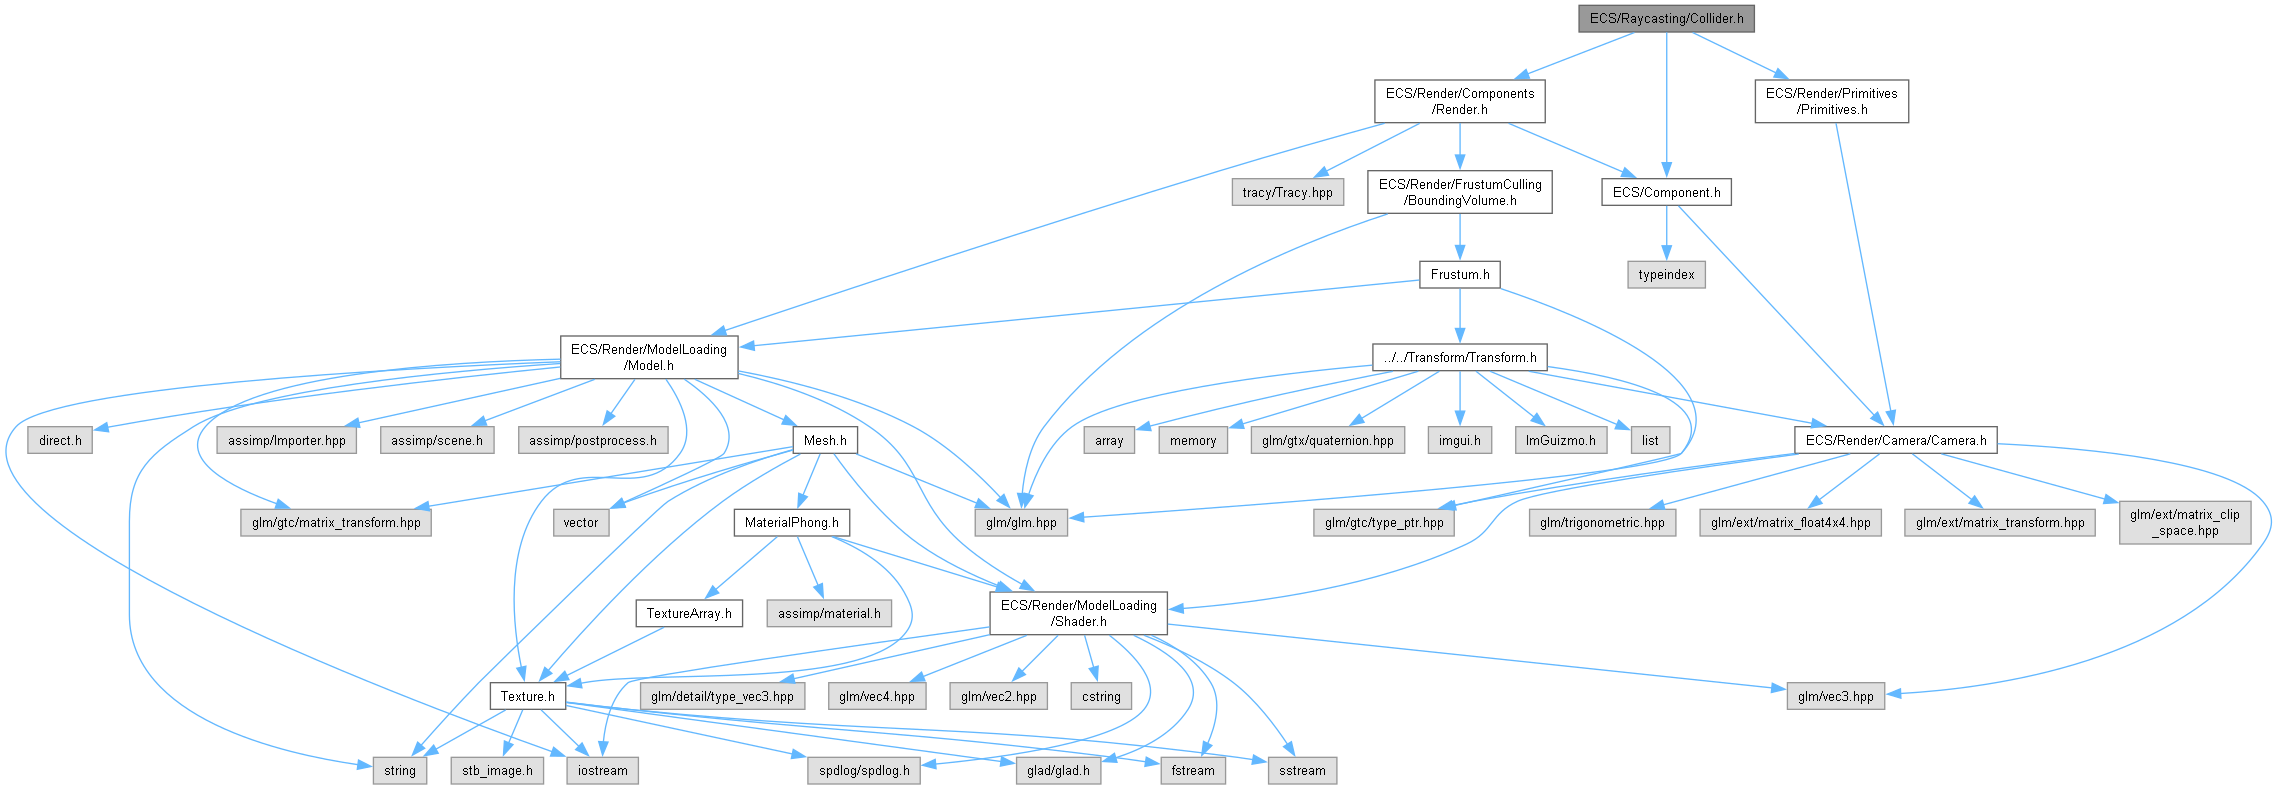 ECS/Raycasting/Collider.h
ECS/Render/Components
/Render.h
ECS/Render/Primitives
/Primitives.h
tracy/Tracy.hpp
ECS/Render/FrustumCulling
/BoundingVolume.h
ECS/Component.h
Frustum.h
typeindex
ECS/Render/ModelLoading
/Model.h
../../Transform/Transform.h
direct.h
assimp/Importer.hpp
assimp/scene.h
assimp/postprocess.h
Mesh.h
array
memory
glm/gtx/quaternion.hpp
imgui.h
ImGuizmo.h
list
ECS/Render/Camera/Camera.h
glm/gtc/matrix_transform.hpp
vector
MaterialPhong.h
glm/glm.hpp
glm/gtc/type_ptr.hpp
glm/trigonometric.hpp
glm/ext/matrix_float4x4.hpp
glm/ext/matrix_transform.hpp
glm/ext/matrix_clip
_space.hpp
TextureArray.h
assimp/material.h
ECS/Render/ModelLoading
/Shader.h
Texture.h
glm/detail/type_vec3.hpp
glm/vec4.hpp
glm/vec2.hpp
cstring
glm/vec3.hpp
string
stb_image.h
iostream
spdlog/spdlog.h
glad/glad.h
fstream
sstream